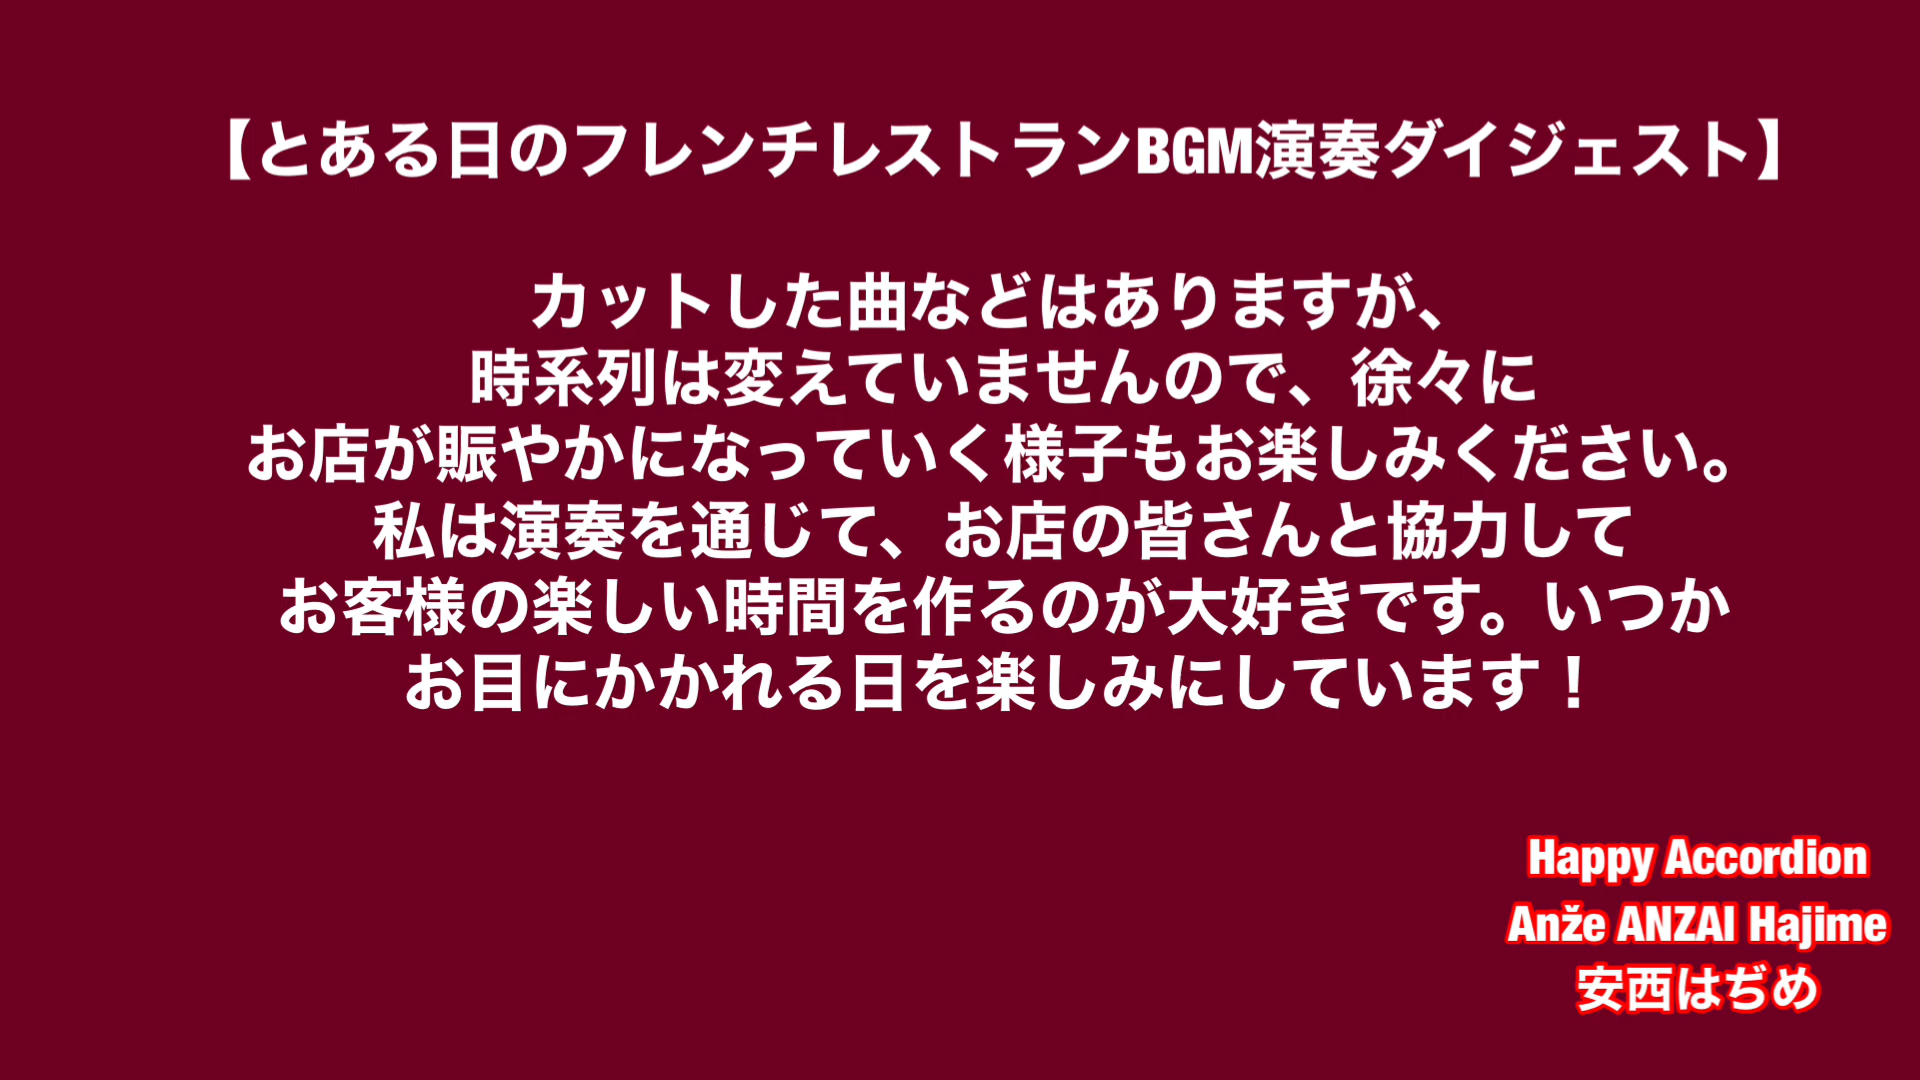 【とある日のフレンチレストランBGM演奏ダイジェスト】
カットした曲などはありますが、
時系列は変えていませんので、徐々に
お店が賑やかになっていく様子もお楽しみください。
私は演奏を通じて、お店の皆さんと協力して
お客様の楽しい時間を作るのが大好きです。いつか
お目にかかれる日を楽しみにしています！
Happy Accordion
Anže ANZAI Hajime
安西はぢめ